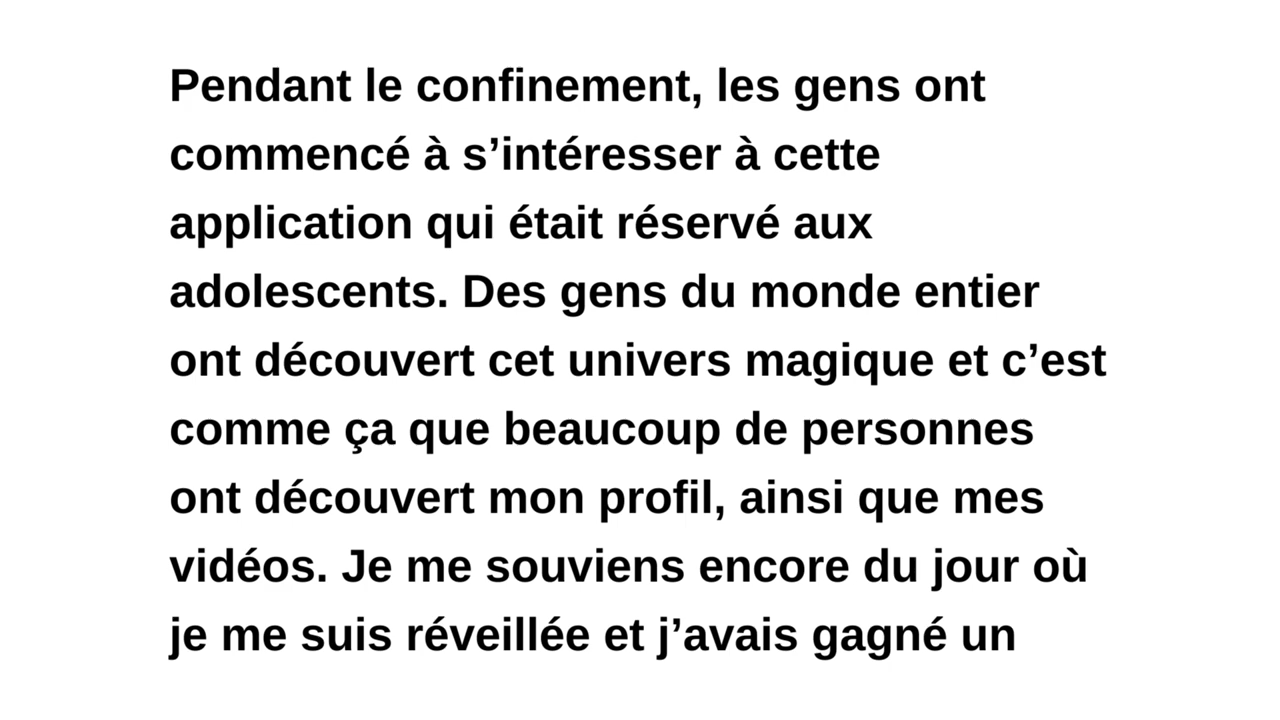 Pendant le confinement, les gens ont
commencé à s’intéresser à cette
application qui était réservé aux
adolescents. Des gens du monde entier
ont découvert cet univers magique et c’est
comme ça que beaucoup de personnes
ont découvert mon profil, ainsi que mes
vidéos. Je me souviens encore du jour où
je me suis réveillée et j’avais gagné un